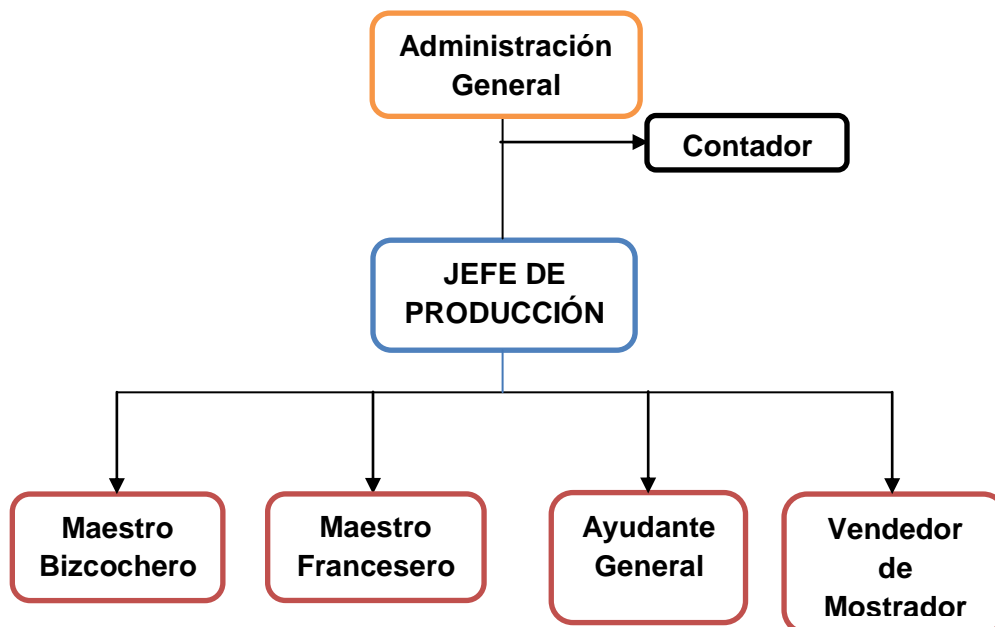 Administración
General
Contador
JEFE DE
PRODUCCIÓN
Maestro
Bizcochero
Maestro
Francesero
Ayudante
General
Vendedor
de
Mostrador